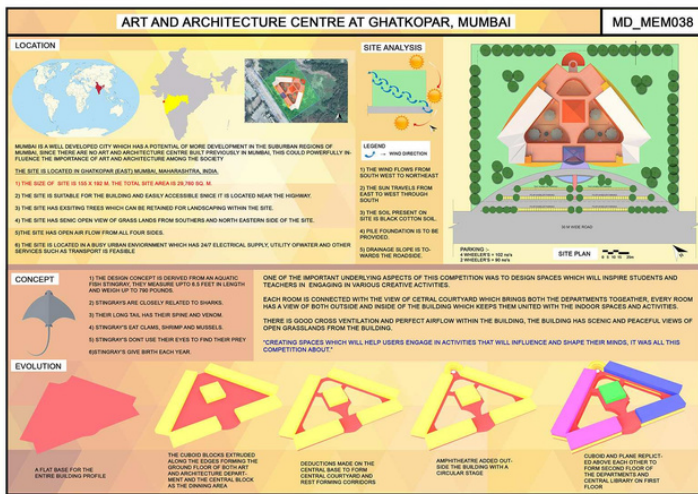 ART AND ARCHITECTURE CENTRE AT GHATKOPAR, MUMBAI
MD_MEM038
LOCATION
MUMBAI IS A WELL DEVELOPED CITY WHICH HAS A POTENTIAL OF MORE DEVELOPMENT IN THE SUBURBAN REGIONS OF
MUMBAI. SINCE THERE ARE NO ART AND ARCHITECTURE CENTRE BUILT PREVIOUSLY IN MUMBAI, THIS COULD POWERFULLY IN-
FLUENCE THE IMPORTANCE OF ART AND ARCHITECTURE AMONG THE SOCIETY
THE SITE IS LOCATED IN GHATKOPAR (EAST) MUMBAI, MAHARASHTRA, INDIA.
1) THE SIZE OF SITE IS 155 X 192 M. THE TOTAL SITE AREA IS 29,760 SQ. M.
2) THE SITE IS SUITABLE FOR THE BUILDING AND EASILY ACCESSIBLE SNICE IT IS LOCATED NEAR THE HIGHWAY.
3) THE SITE HAS EXISTING TREES WHICH CAN BE RETAINED FOR LANDSCAPING WITHIN THE SITE.
4) THE SITE HAS SENIC OPEN VIEW OF GRASS LANDS FROM SOUTHERS AND NORTH EASTERN SIDE OF THE SITE.
5)THE SITE HAS OPEN AIR FLOW FROM ALL FOUR SIDES.
6) THE SITE IS LOCATED IN A BUSY URBAN ENVIORNMENT WHICH HAS 24/7 ELECTRICAL SUPPLY, UTILITY OFWATER AND OTHER
SERVICES SUCH AS TRANSPORT IS FEASIBLE
SITE ANALYSIS
LEGEND
WIND DIRECTION
1) THE WIND FLOWS FROM
SOUTH WEST TO NORTHEAST
2) THE SUN TRAVELS FROM
EAST TO WEST THROUGH
SOUTH
3) THE SOIL PRESENT ON
SITE IS BLACK COTTON SOIL
4) PILE FOUNDATION IS TO
BE PROVIDED.
5) DRAINAGE SLOPE IS TO-
WARDS THE ROADSIDE.
30 M WIDE ROAD
PARKING :-
4 WHEELER'S = 102 no's
2 WHEELER'S = 80 no's
SITE PLAN
CONCEPT
1) THE DESIGN CONCEPT IS DERIVED FROM AN AQUATIC
FISH STINGRAY, THEY MEASURE UPTO 6.5 FEET IN LENGTH
AND WEIGH UP TO 790 POUNDS.
2) STINGRAYS ARE CLOSELY RELATED TO SHARKS.
3) THEIR LONG TAIL HAS THEIR SPINE AND VENOM.
4) STINGRAYS EAT CLAMS, SHRIMP AND MUSSELS.
5) STINGRAYS DONT USE THEIR EYES TO FIND THEIR PREY
6)STINGRAY'S GIVE BIRTH EACH YEAR.
ONE OF THE IMPORTANT UNDERLYING ASPECTS OF THIS COMPETITION WAS TO DESIGN SPACES WHICH WILL INSPIRE STUDENTS AND
TEACHERS IN ENGAGING IN VARIOUS CREATIVE ACTIVITIES.
EACH ROOM IS CONNECTED WITH THE VIEW OF CETRAL COURTYARD WHICH BRINGS BOTH THE DEPARTMENTS TOGEATHER, EVERY ROOM
HAS A VIEW OF BOTH OUTSIDE AND INSIDE OF THE BUILDING WHICH KEEPS THEM UNITED WITH THE INDOOR SPACES AND ACTIVITIES.
THERE IS GOOD CROSS VENTILATION AND PERFECT AIRFLOW WITHIN THE BUILDING, THE BUILDING HAS SCENIC AND PEACEFUL VIEWS OF
OPEN GRASSLANDS FROM THE BUILDING.
"CREATING SPACES WHICH WILL HELP USERS ENGAGE IN ACTIVITIES THAT WILL INFLUENCE AND SHAPE THEIR MINDS, IT WAS ALL THIS
COMPETITION ABOUT."
EVOLUTION
A FLAT BASE FOR THE
ENTIRE BUILDING PROFILE
THE CUBOID BLOCKS EXTRUDED
ALONG THE EDGES FORMING THE
GROUND FLOOR OF BOTH ART
AND ARCHITECTURE DEPART-
MENT AND THE CENTRAL BLOCK
AS THE DINNING AREA
DEDUCTIONS MADE ON THE
CENTRAL BASE TO FORM
CENTRAL COURTYARD AND
REST FORMING CORRIDORS
AMPHITHEATRE ADDED OUT-
SIDE THE BUILDING WITH A
CIRCULAR STAGE
CUBOID AND PLANE REPLICT-
ED ABOVE EACH OTHER TO
FORM SECOND FLOOR OF
THE DEPARTMENTS AND
CENTRAL LIBRARY ON FIRST
FLOOR